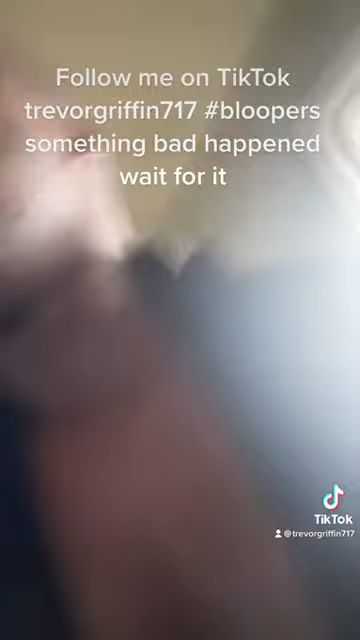 Follow me on TikTok
trevorgriffin717 #bloopers
something bad happened
wait for it
TikTok
@trevorgriffin717